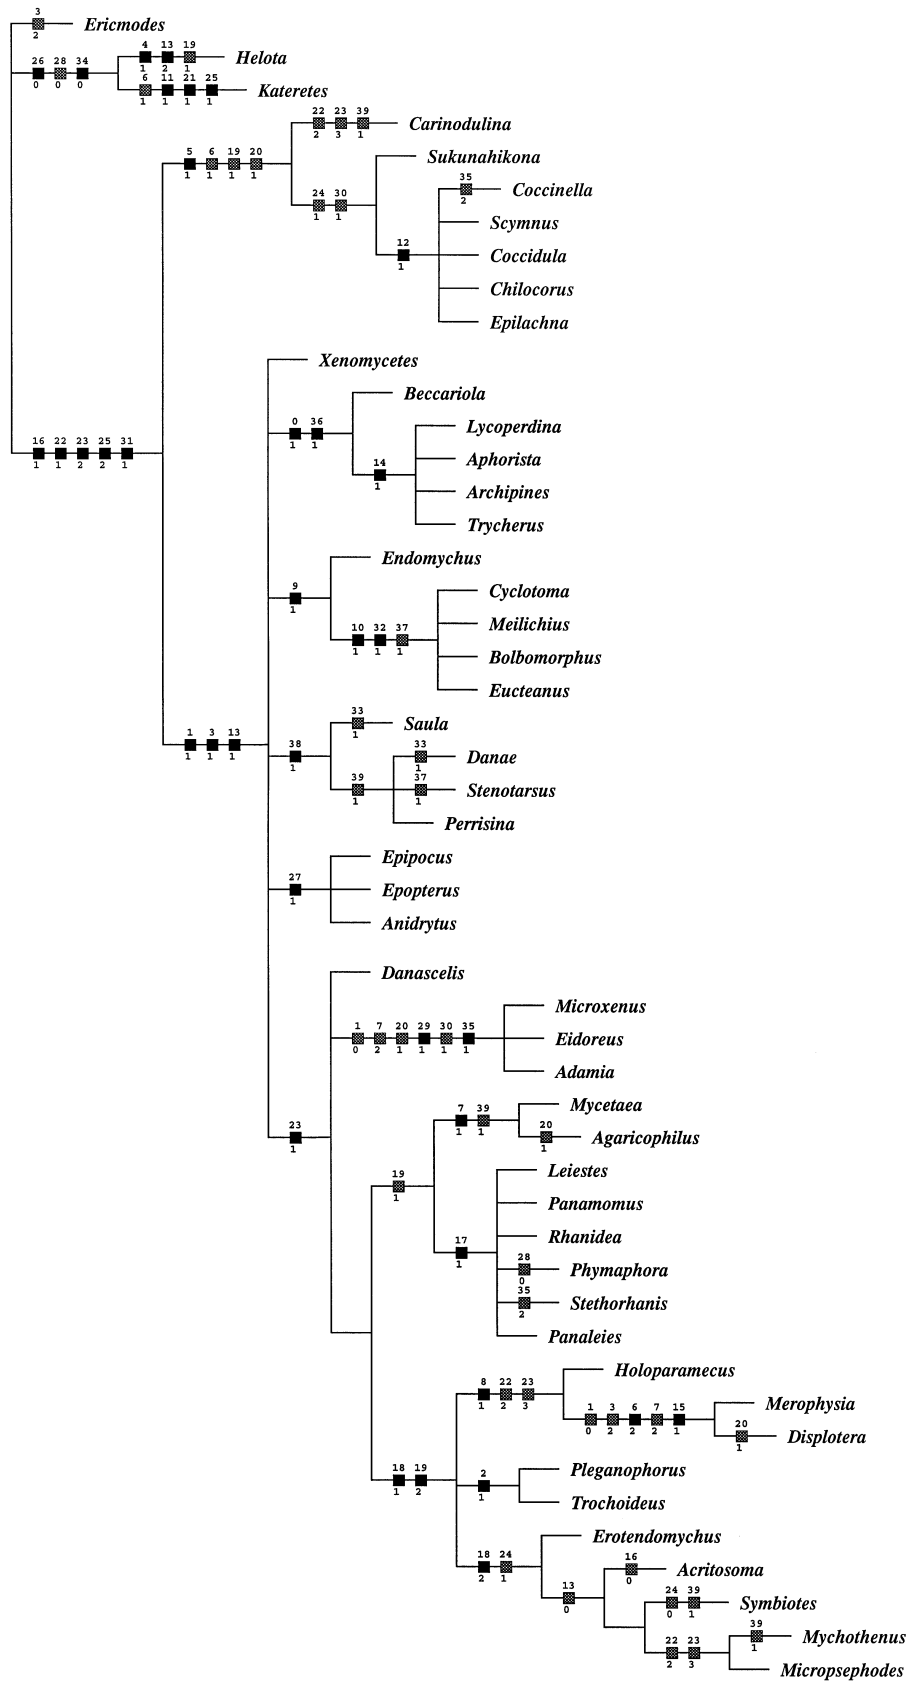 3
Ericmodes
2
4 13 19
Helota
26 28 34
1 2 1
0 0 0
6 11 21 25
Kateretes
1 1 1 1
22 23 39
Carinodulina
2 3 1
5 6 19 20
Sukunahikona
1 1 1 1
35
Coccinella
24 30
2
1 1
Scymnus
12
Coccidula
1
Chilocorus
Epilachna
Xenomycetes
Beccariola
0 36
Lycoperdina
1 1
16 22 23 25 31
Aphorista
1 1 2 2 1
14
Archipines
1
Trycherus
Endomychus
9
Cyclotoma
1
10 32 37
Meilichius
1 1 1
Bolbomorphus
Eucteanus
33
Saula
1 3 13
1
1 1 1
38
33
Danae
1
1
39
37
Stenotarsus
1
1
Perrisina
Epipocus
27
Epopterus
1
Anidrytus
Danascelis
Microxenus
1 7 20 29 30 35
Eidoreus
0 2 1 1 1 1
Adamia
Mycetaea
7 39
1 1
20
Agaricophilus
23
1
1
Leiestes
19
1
Panamomus
Rhanidea
17
1
28
Phymaphora
0
35
Stethorhanis
2
Panaleies
Holoparamecus
8 22 23
1 2 3
Merophysia
1 3 6 7 15
0 2 2 2 1
20
Displotera
1
18 19
Pleganophorus
1 2
2
1
Trochoideus
Erotendomychus
18 24
16
Acritosoma
2 1
0
13
24 39
Symbiotes
0
0 1
39
Mychothenus
22 23
1
2 3
Micropsephodes